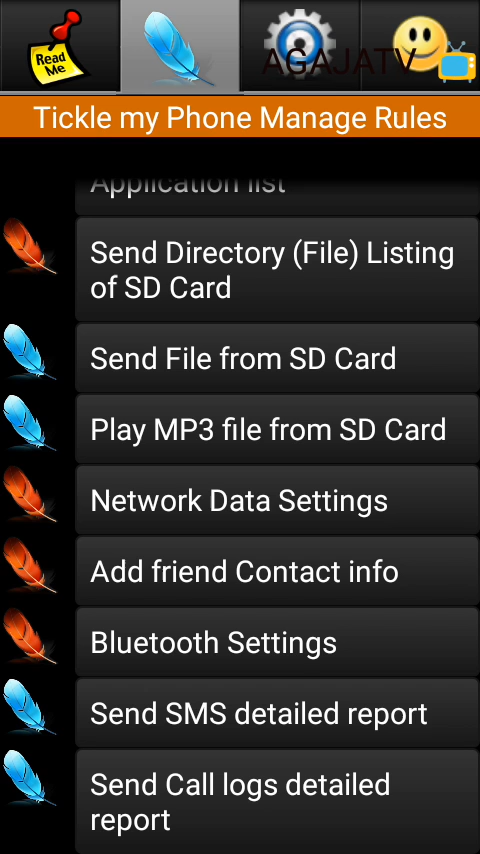 Read
Me
AGAJATV
Tickle my Phone Manage Rules
Application list
Send Directory (File) Listing
of SD Card
Send File from SD Card
Play MP3 file from SD Card
Network Data Settings
Add friend Contact info
Bluetooth Settings
Send SMS detailed report
Send Call logs detailed
report